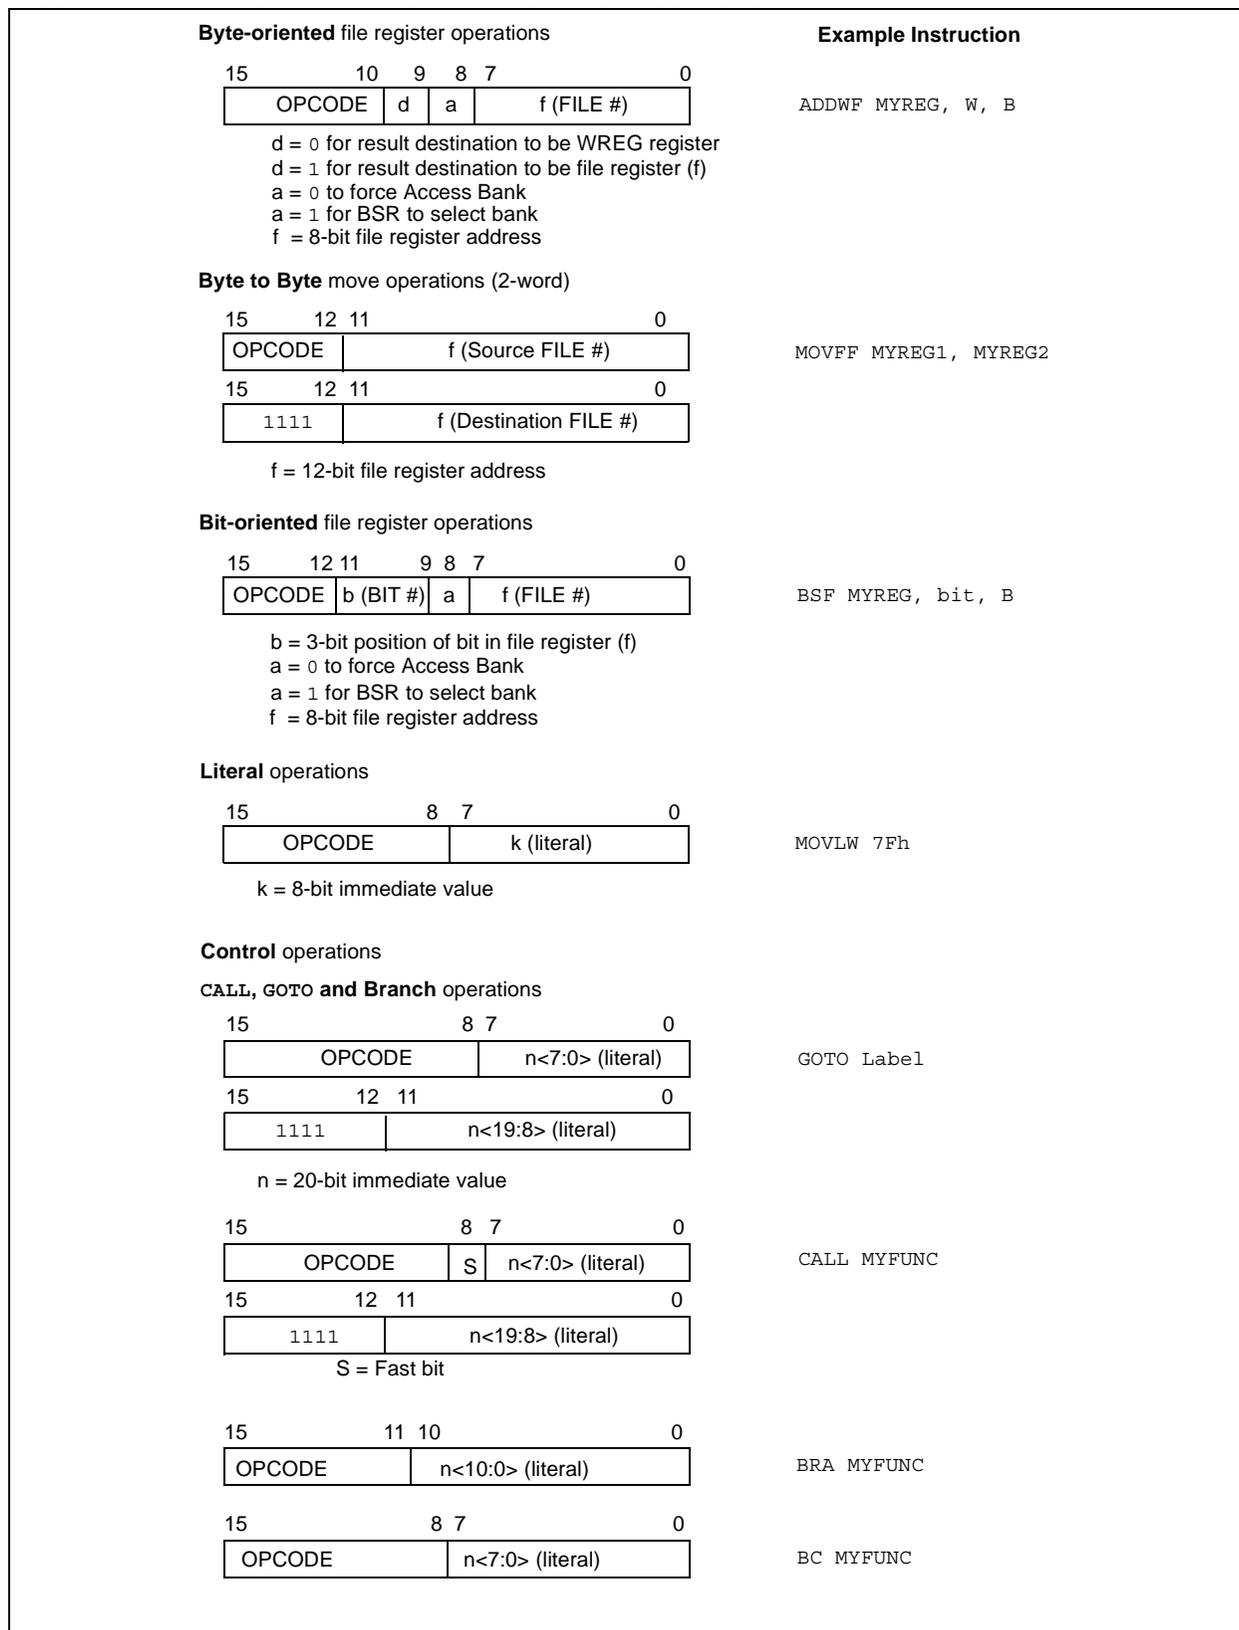 Byte-oriented file register operations Example Instruction
15 10 9 8 7 0
OPCODE d a f (FILE #) ADDWF MYREG, W, B
d = 0 for result destination to be WREG register
d = 1 for result destination to be file register (f)
a = 0 to force Access Bank
a = 1 for BSR to select bank
f = 8-bit file register address
Byte to Byte move operations (2-word)
15 12 11 0
OPCODE f (Source FILE #) MOVFF MYREG1, MYREG2
15 12 11 0
1111 f (Destination FILE #)
f = 12-bit file register address
Bit-oriented file register operations
15 12 11 9 8 7 0
OPCODE b (BIT #) a f (FILE #) BSF MYREG, bit, B
b = 3-bit position of bit in file register (f)
a = 0 to force Access Bank
a = 1 for BSR to select bank
f = 8-bit file register address
Literal operations
15 8 7 0
OPCODE k (literal) MOVLW 7Fh
k = 8-bit immediate value
Control operations
CALL, GOTO and Branch operations
15 8 7 0
OPCODE n<7:0> (literal) GOTO Label
15 12 11 0
1111 n<19:8> (literal)
n = 20-bit immediate value
15 8 7 0
OPCODE S n<7:0> (literal) CALL MYFUNC
15 12 11 0
1111 n<19:8> (literal)
S = Fast bit
15 11 10 0
OPCODE n<10:0> (literal) BRA MYFUNC
15 8 7 0
OPCODE n<7:0> (literal) BC MYFUNC